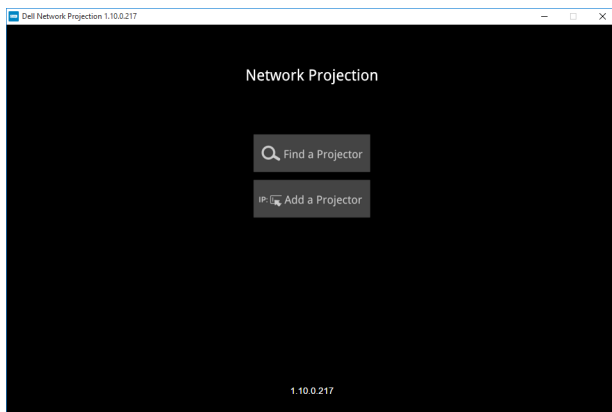 Dell Network Projection 1.10.0.217
Network Projection
Find a Projector
IP: Add a Projector
1.10.0.217